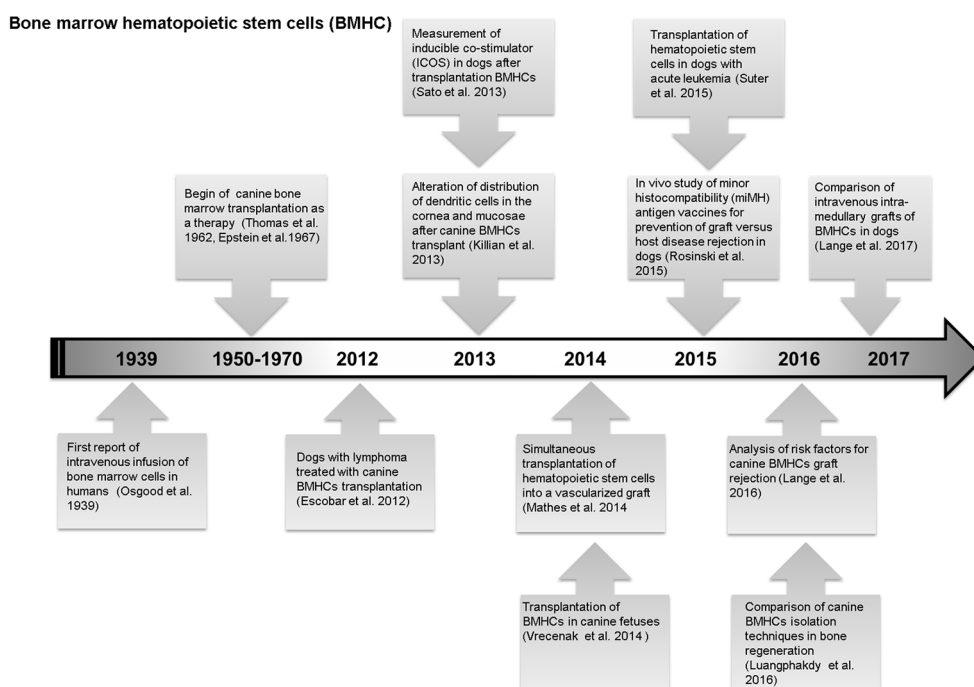 Bone marrow hematopoietic stem cells (BMHC)
Measurement of
inducible co-stimulator
(ICOS) in dogs after
transplantation BMHCs
(Sato et al. 2013)
Transplantation of
hematopoietic stem
cells in dogs with
acute leukemia (Suter
et al. 2015)
Begin of canine bone
marrow transplantation as
a therapy (Thomas et al.
1962, Epstein et al.1967)
Alteration of distribution
of dendritic cells in the
cornea and mucosae
after canine BMHCs
transplant (Killian et al.
2013)
In vivo study of minor
histocompatibility (miMH)
antigen vaccines for
prevention of graft versus
host disease rejection in
dogs (Rosinski et al.
2015)
Comparison of
intravenous intra-
medullary grafts of
BMHCs in dogs
(Lange et al. 2017)
1939 1950-1970 2012 2013 2014 2015 2016 2017
First report of
intravenous infusion of
bone marrow cells in
humans (Osgood et al.
1939)
Dogs with lymphoma
treated with canine
BMHCs transplantation
(Escobar et al. 2012)
Simultaneous
transplantation of
hematopoietic stem cells
into a vascularized graft
(Mathes et al. 2014
Analysis of risk factors for
canine BMHCs graft
rejection (Lange et al.
2016)
Transplantation of
BMHCs in canine fetuses
(Vrecenak et al. 2014 )
Comparison of canine
BMHCs isolation
techniques in bone
regeneration
(Luangphakdy et al.
2016)